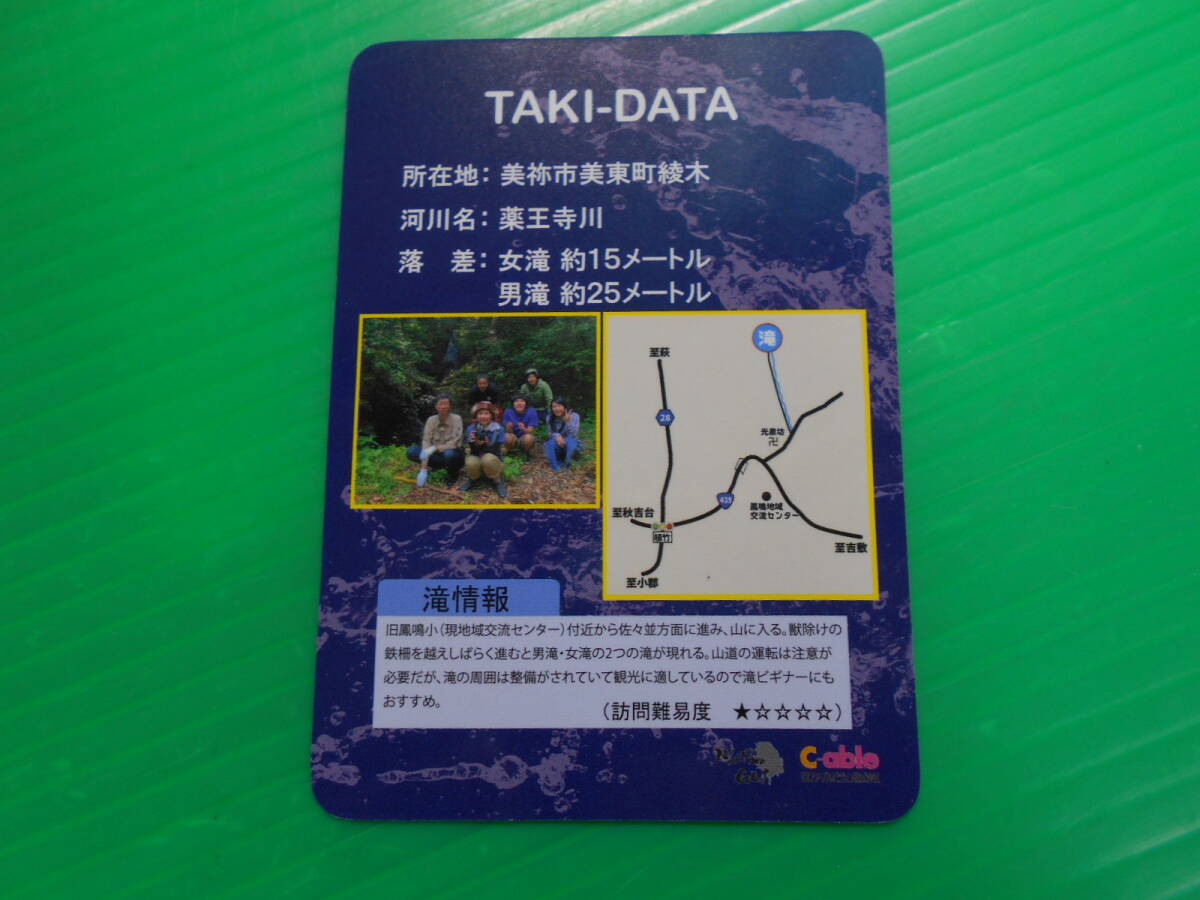 TAKI-DATA
所在地：美祢市美東町綾木
河川名：薬王寺川
落　差：女滝 約15メートル
男滝 約25メートル
滝
至萩
28
光泉坊
卍
435
鳳鳴地域
交流センター
至秋吉台
植竹
至吉敷
至小郡
滝情報
旧鳳鳴小（現地域交流センター）付近から佐々並方面に進み、山に入る。獣除けの
鉄柵を越えしばらく進むと男滝・女滝の2つの滝が現れる。山道の運転は注意が
必要だが、滝の周囲は整備がされていて観光に適しているので滝ビギナーにも
おすすめ。
（訪問難易度　★☆☆☆☆）
C-able